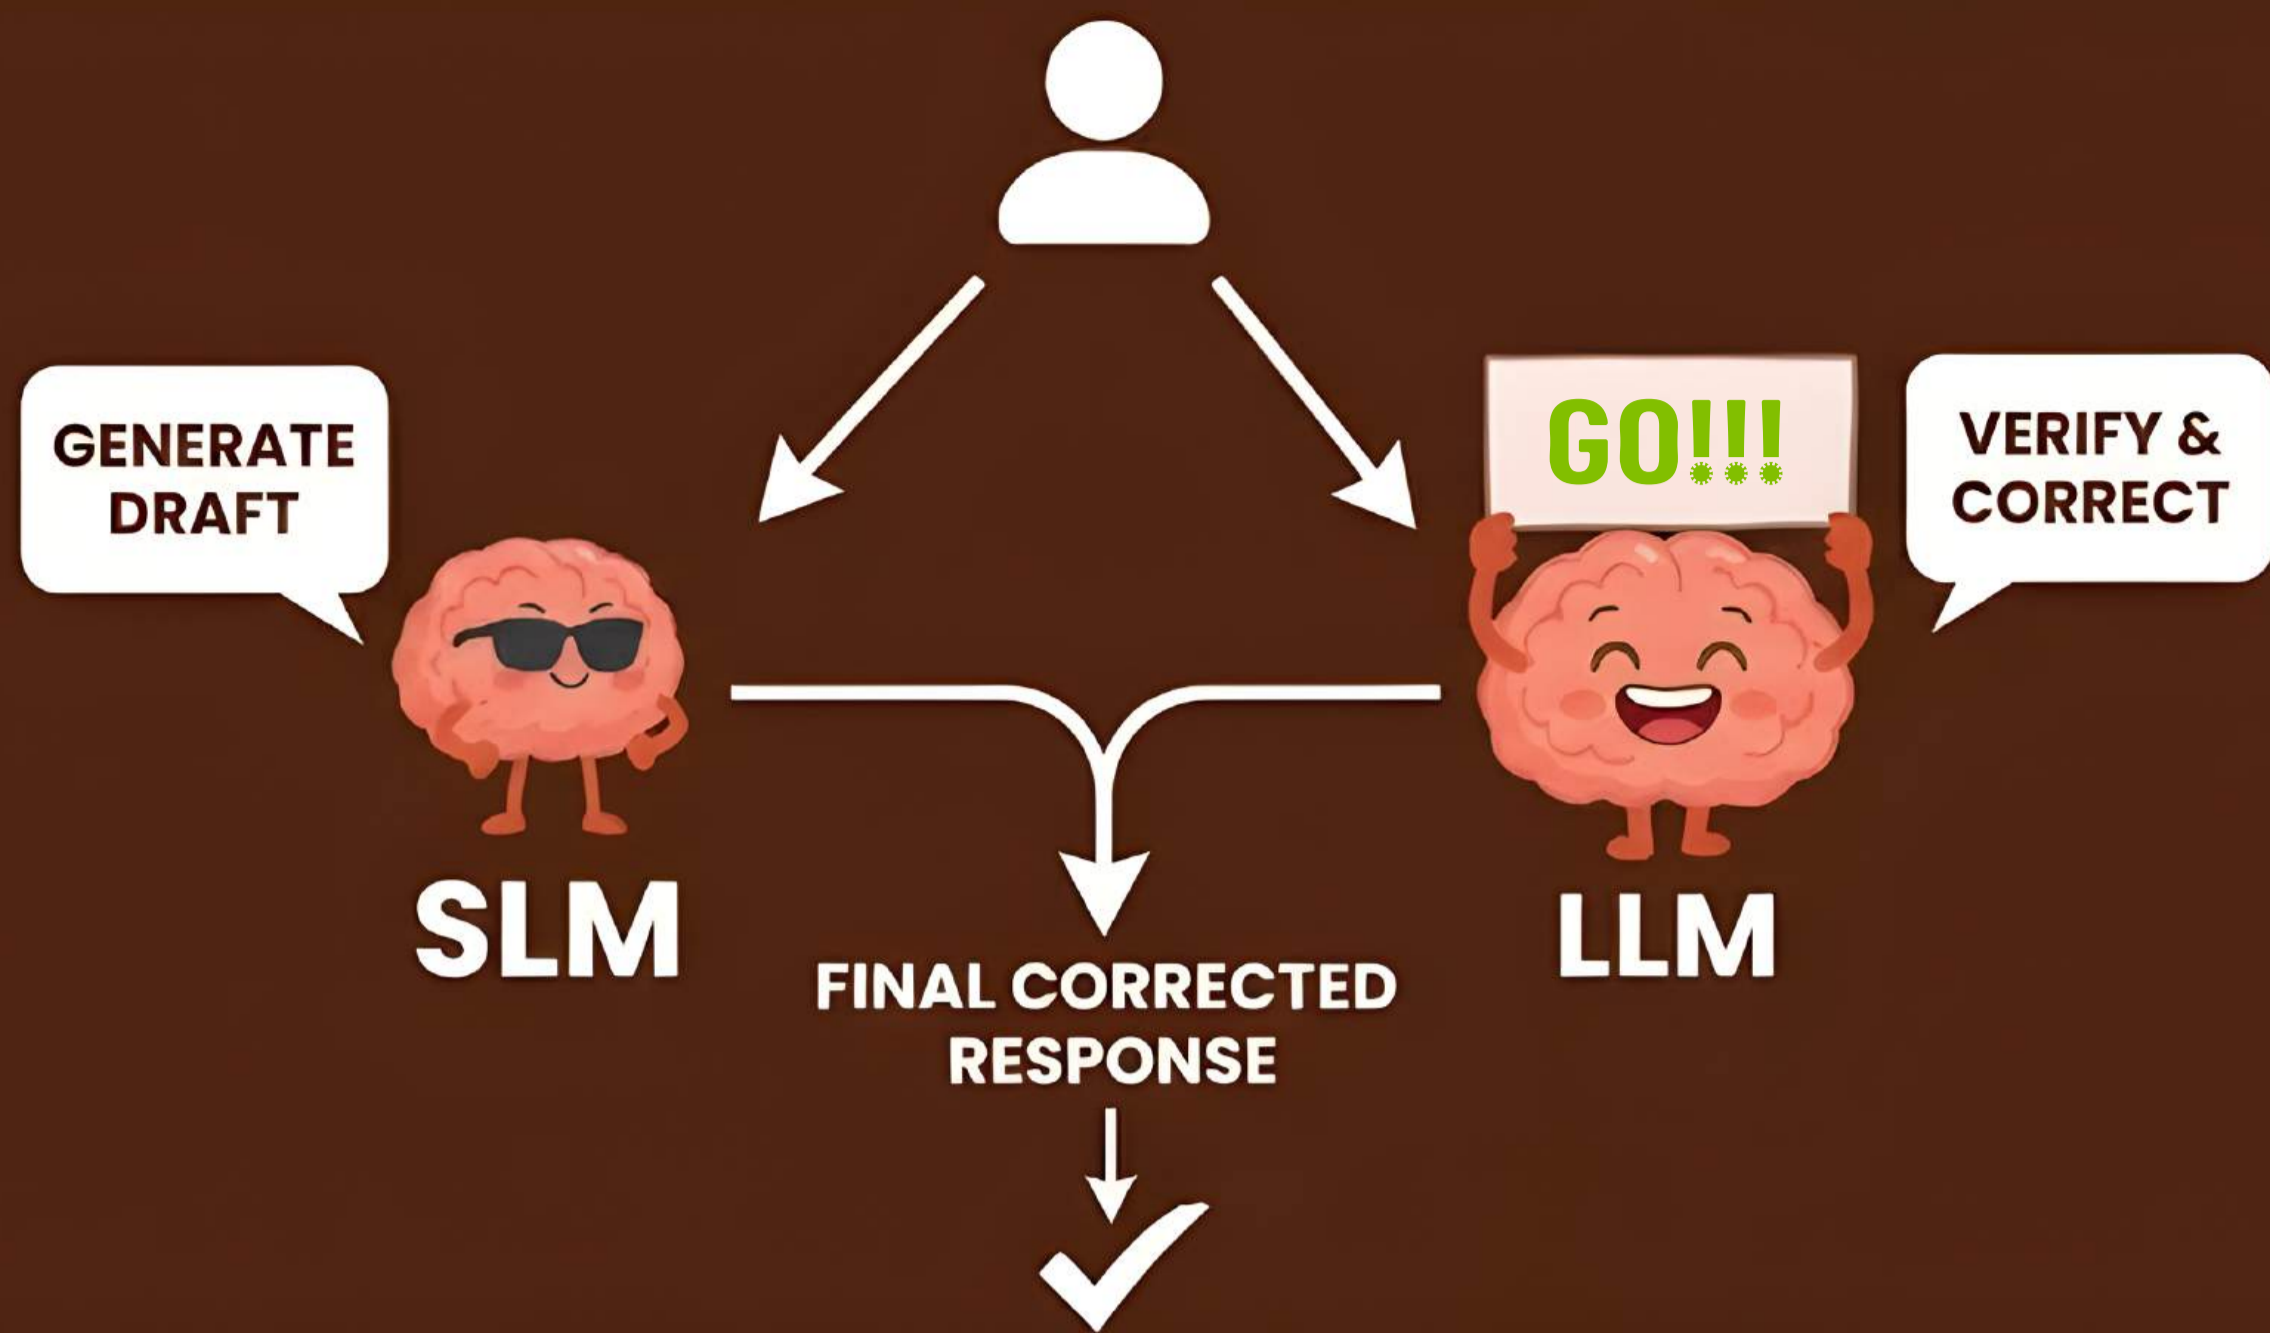 GENERATE
DRAFT
GO!!!
VERIFY &
CORRECT
SLM
LLM
FINAL CORRECTED
RESPONSE